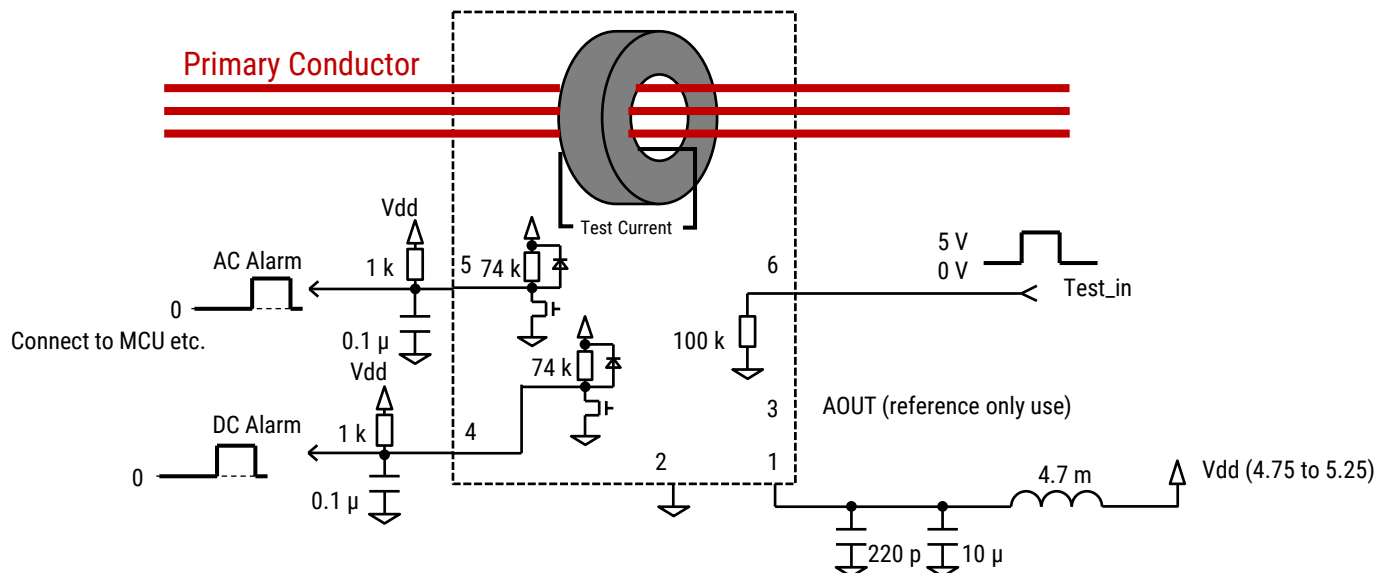 Primary Conductor
Test Current
Vdd
AC Alarm
1 k
5
74 k
0
Connect to MCU etc.
0.1 µ
6
5 V
0 V
Test_in
100 k
Vdd
74 k
DC Alarm
1 k
4
0
0.1 µ
3
AOUT (reference only use)
2
1
4.7 m
Vdd (4.75 to 5.25)
220 p
10 µ